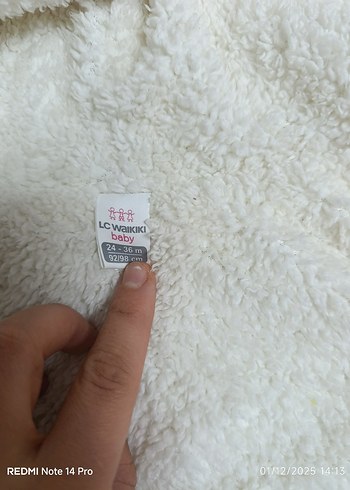 LC WAIKIKI
baby
24 - 36 m
92/98 cm
REDMI Note 14 Pro
01/12/2025 14:13